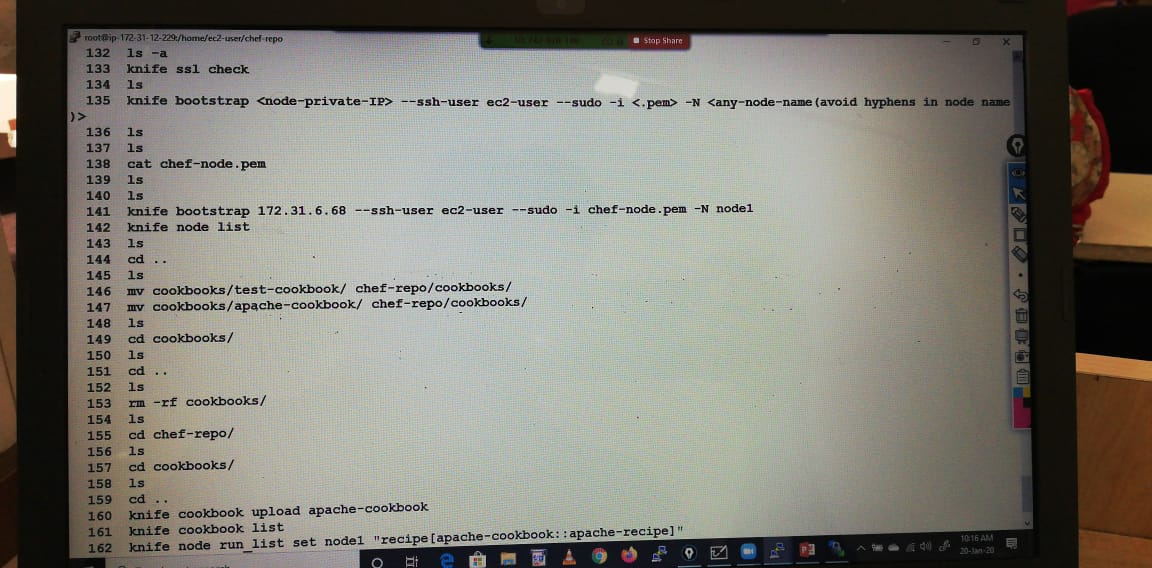 root@ip-172-31-12-229:/home/ec2-user/chef-repo
Stop Share
132 ls -a
133 knife ssl check
134 ls
135 knife bootstrap <node-private-IP> --ssh-user ec2-user --sudo -i <.pem> -N <any-node-name(avoid hyphens in node name
)>
136 ls
137 ls
138 cat chef-node.pem
139 ls
140 ls
141 knife bootstrap 172.31.6.68 --ssh-user ec2-user --sudo -i chef-node.pem -N node1
142 knife node list
143 ls
144 cd ..
145 ls
146 mv cookbooks/test-cookbook/ chef-repo/cookbooks/
147 mv cookbooks/apache-cookbook/ chef-repo/cookbooks/
148 ls
149 cd cookbooks/
150 ls
151 cd ..
152 ls
153 rm -rf cookbooks/
154 ls
155 cd chef-repo/
156 ls
157 cd cookbooks/
158 ls
159 cd ..
160 knife cookbook upload apache-cookbook
161 knife cookbook list
162 knife node run_list set node1 "recipe[apache-cookbook::apache-recipe]"
10:16 AM
20-Jan-20